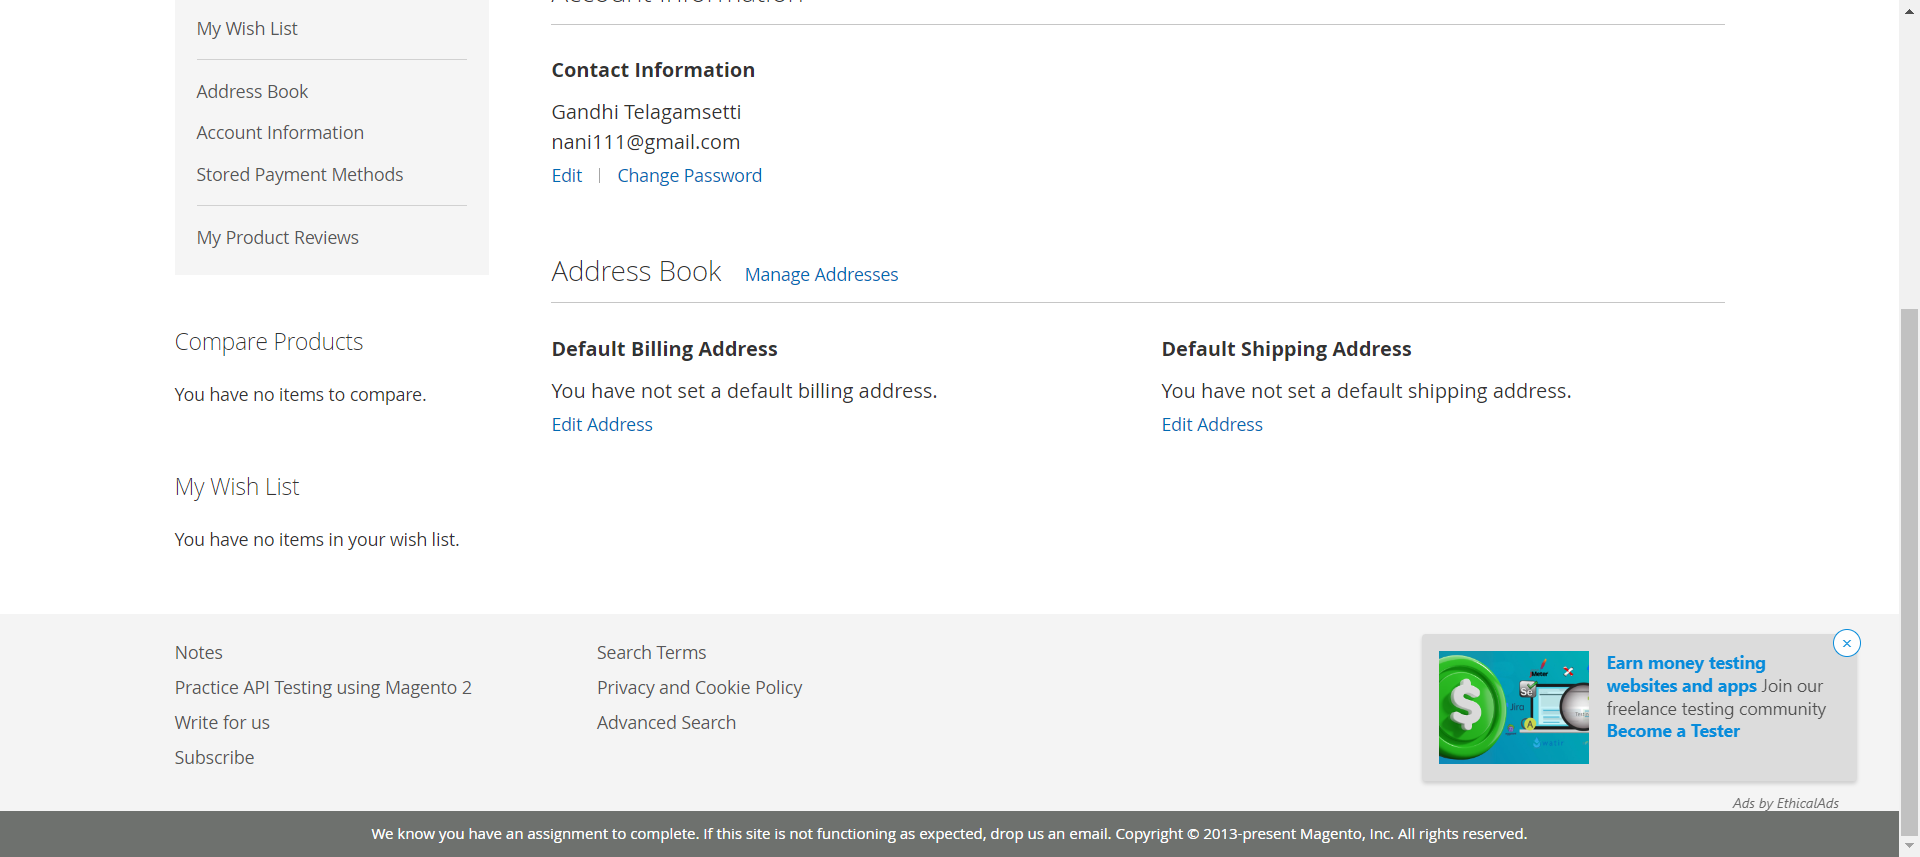 My Wish List
Address Book
Account Information
Stored Payment Methods
My Product Reviews
Compare Products
You have no items to compare.
My Wish List
You have no items in your wish list.
Account Information
Contact Information
Gandhi Telagamsetti
nani111@gmail.com
Edit | Change Password
Address Book Manage Addresses
Default Billing Address
You have not set a default billing address.
Edit Address
Default Shipping Address
You have not set a default shipping address.
Edit Address
Notes
Practice API Testing using Magento 2
Write for us
Subscribe
Search Terms
Privacy and Cookie Policy
Advanced Search
Se
Jira
Earn money testing
websites and apps Join our
freelance testing community
Become a Tester
Ads by EthicalAds
We know you have an assignment to complete. If this site is not functioning as expected, drop us an email. Copyright © 2013-present Magento, Inc. All rights reserved.